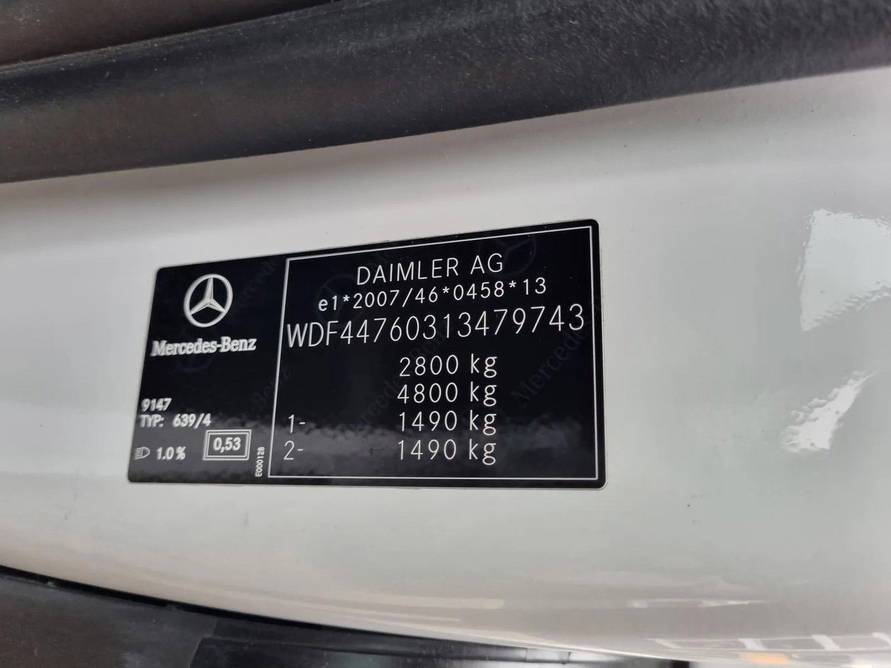 Mercedes-Benz
9147
TYP: 639/4
1.0 %
0,53
E000128
DAIMLER AG
e1*2007/46*0458*13
WDF44760313479743
2800 kg
4800 kg
1- 1490 kg
2- 1490 kg